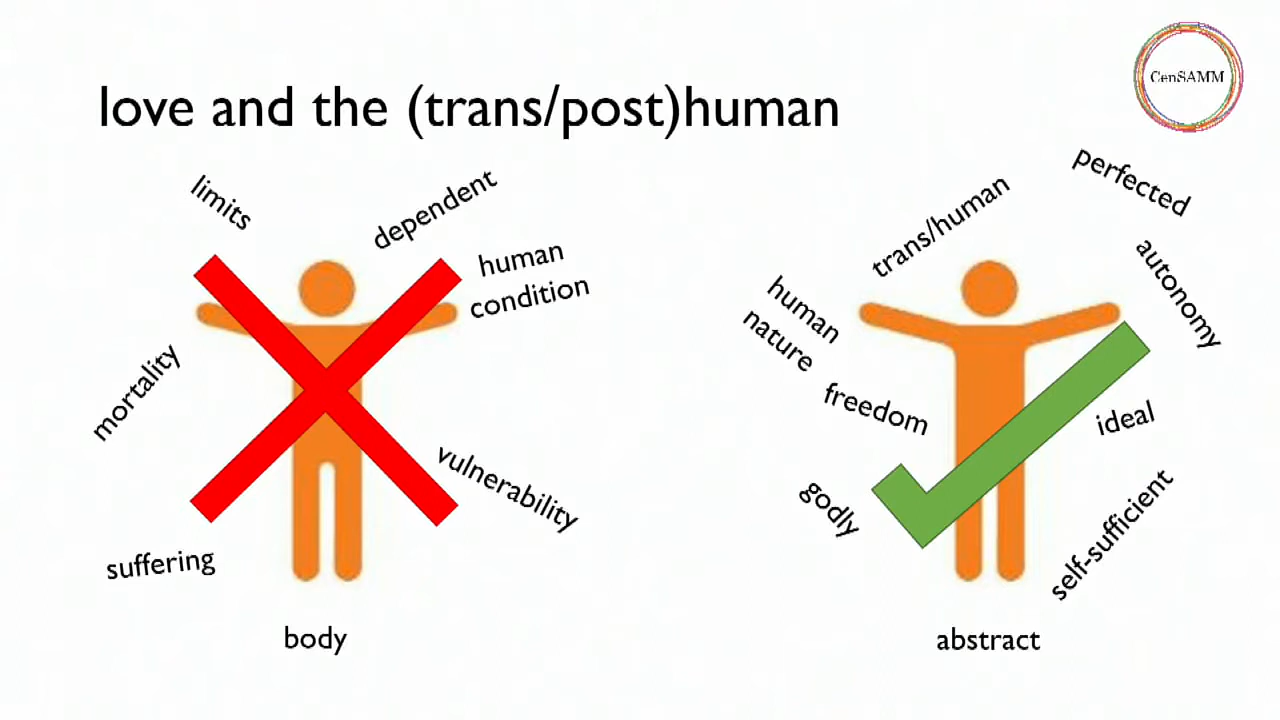 CenSAMM
love and the (trans/post)human
limits
dependent
human
condition
mortality
vulnerability
suffering
body
perfected
trans/human
autonomy
human
nature
freedom
ideal
godly
self-sufficient
abstract